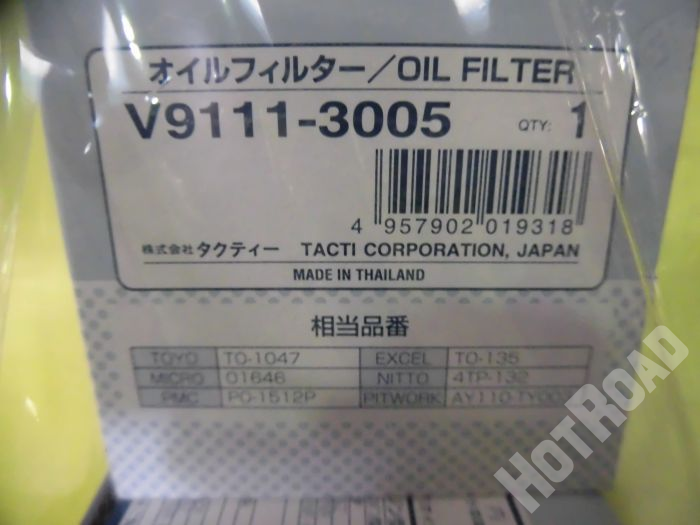 オイルフィルター/OIL FILTER
V9111-3005 QTY: 1
4 957902 019318
株式会社 タクティー TACTI CORPORATION, JAPAN
MADE IN THAILAND
相当品番
TOYO TO-1047 EXCEL TO-135
MICRO 01646 NITTO 4TP-132
PMC PO-1512P PITWORK
HOTROAD